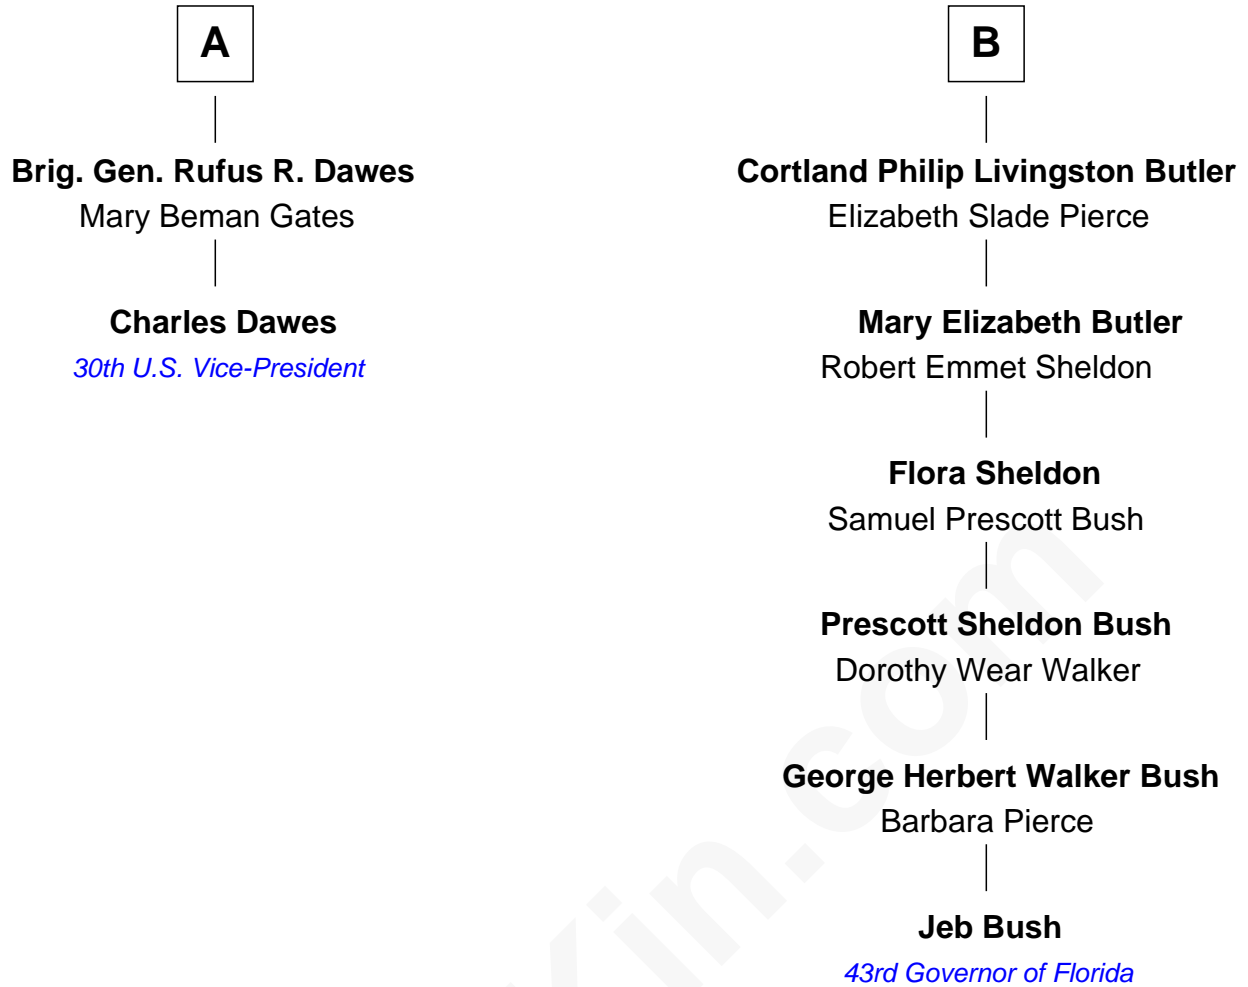 A
Brig. Gen. Rufus R. Dawes
Mary Beman Gates
Charles Dawes
30th U.S. Vice-President
B
Cortland Philip Livingston Butler
Elizabeth Slade Pierce
Mary Elizabeth Butler
Robert Emmet Sheldon
Flora Sheldon
Samuel Prescott Bush
Prescott Sheldon Bush
Dorothy Wear Walker
George Herbert Walker Bush
Barbara Pierce
Jeb Bush
43rd Governor of Florida
Kin.com